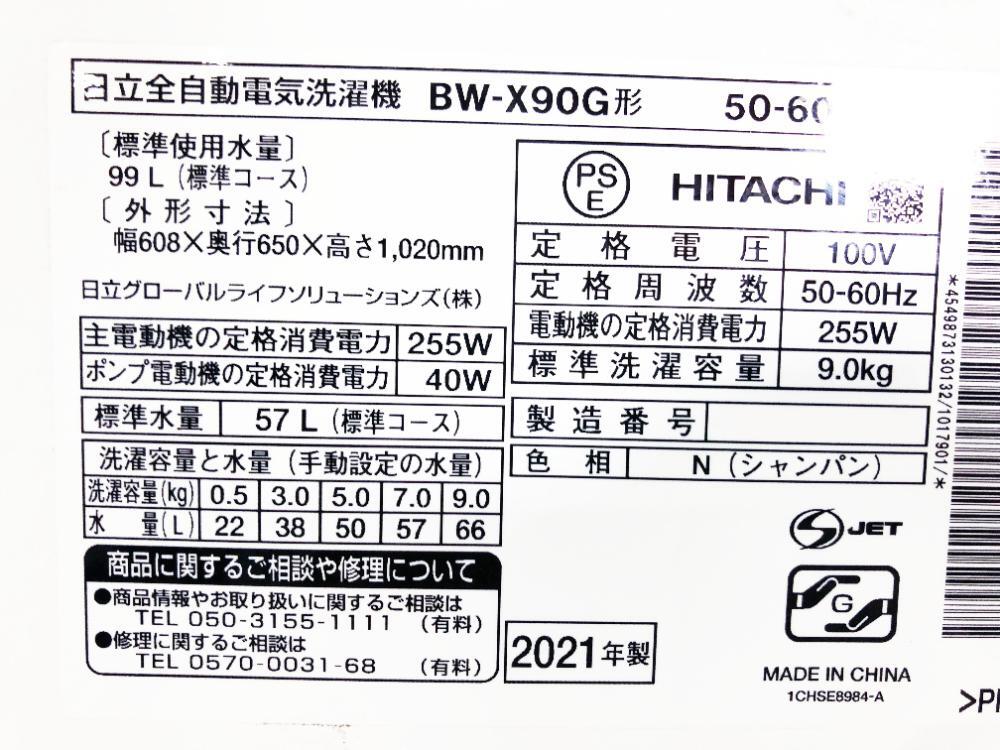 日立全自動電気洗濯機 BW-X90G形 50-60
〔標準使用水量〕
99 L（標準コース）
〔外形寸法〕
幅608×奥行650×高さ1,020mm
日立グローバルライフソリューションズ(株)
主電動機の定格消費電力 255W
ポンプ電動機の定格消費電力 40W
標準水量 57 L（標準コース）
洗濯容量と水量（手動設定の水量）
洗濯容量(kg) 0.5 3.0 5.0 7.0 9.0
水 量(L) 22 38 50 57 66
商品に関するご相談や修理について
●商品情報やお取り扱いに関するご相談は
TEL 050-3155-1111 （有料）
●修理に関するご相談は
TEL 0570-0031-68 （有料）
PS
E
HITACHI
定格電圧 100V
定格周波数 50-60Hz
電動機の定格消費電力 255W
標準洗濯容量 9.0kg
製造番号
色相 N（シャンパン）
S JET
G
2021年製
MADE IN CHINA
1CHSE8984-A
*4549873130132/1017901/*
>P